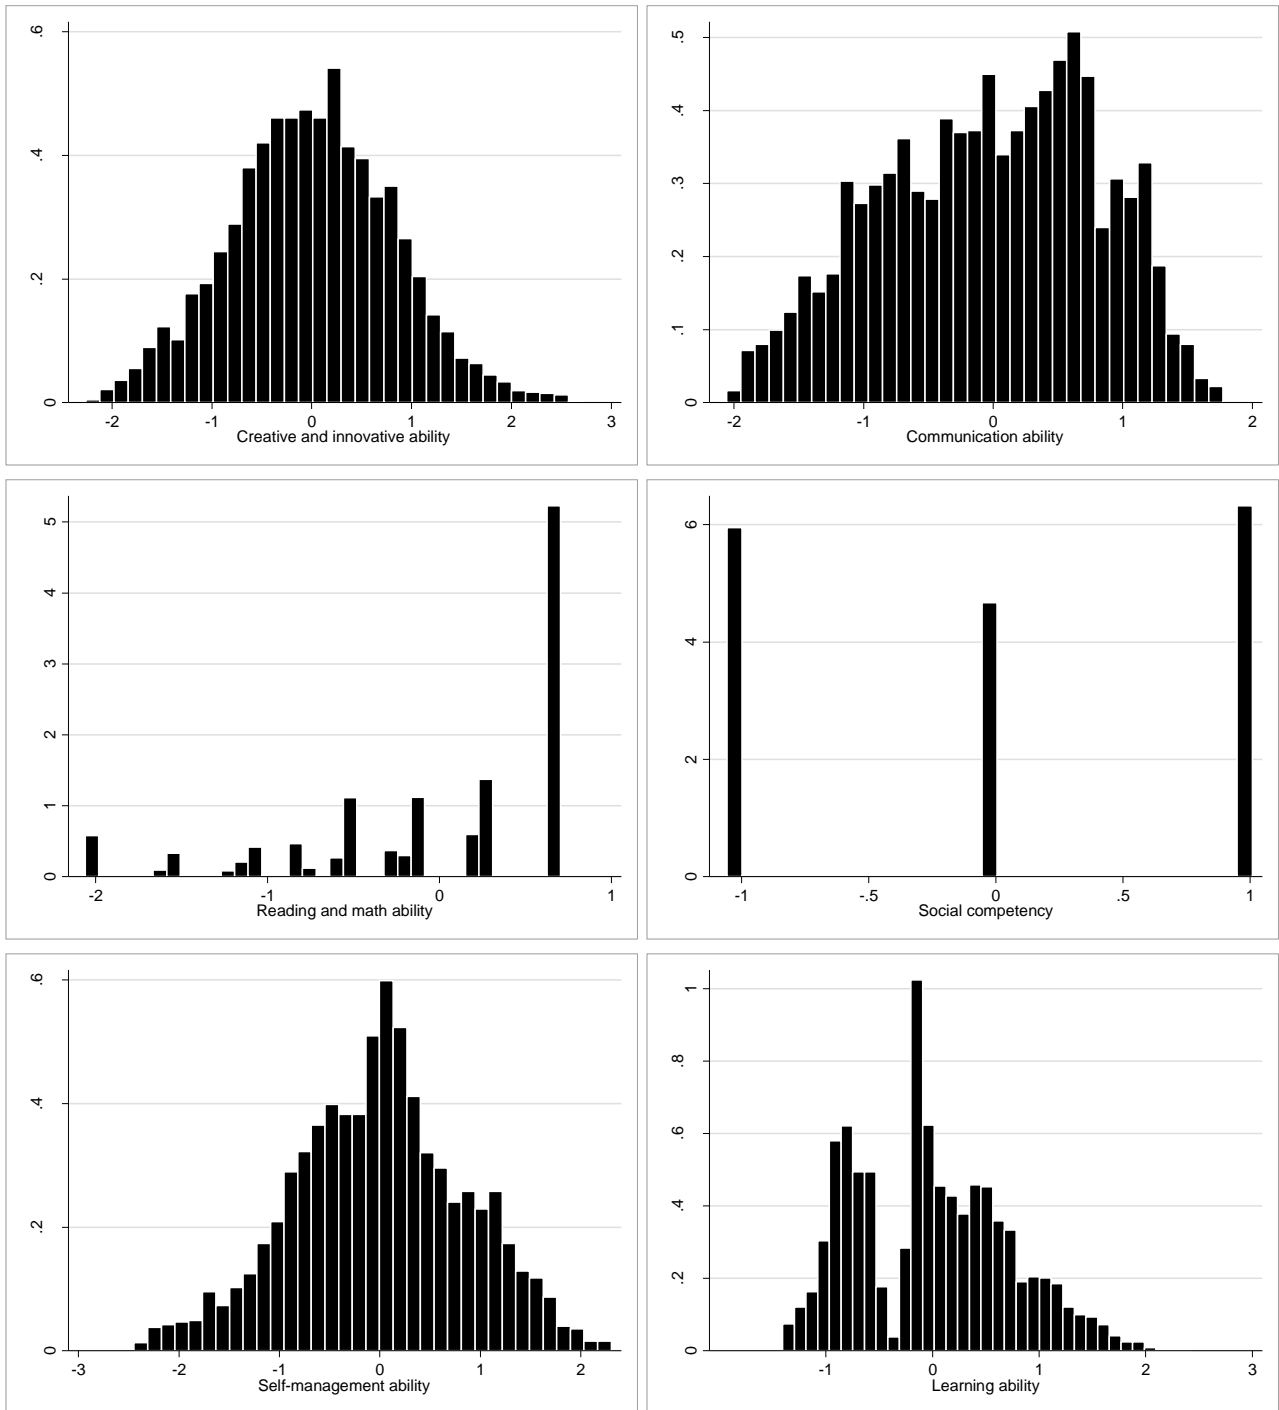 .6
.4
.2
0
-2 -1 0 1 2 3
Creative and innovative ability
.5
.4
.3
.2
.1
0
-2 -1 0 1 2
Communication ability
5
4
3
2
1
0
-2 -1 0 1
Reading and math ability
6
4
2
0
-1 -.5 0 .5 1
Social competency
.6
.4
.2
0
-3 -2 -1 0 1 2
Self-management ability
1
.8
.6
.4
.2
0
-1 0 1 2 3
Learning ability